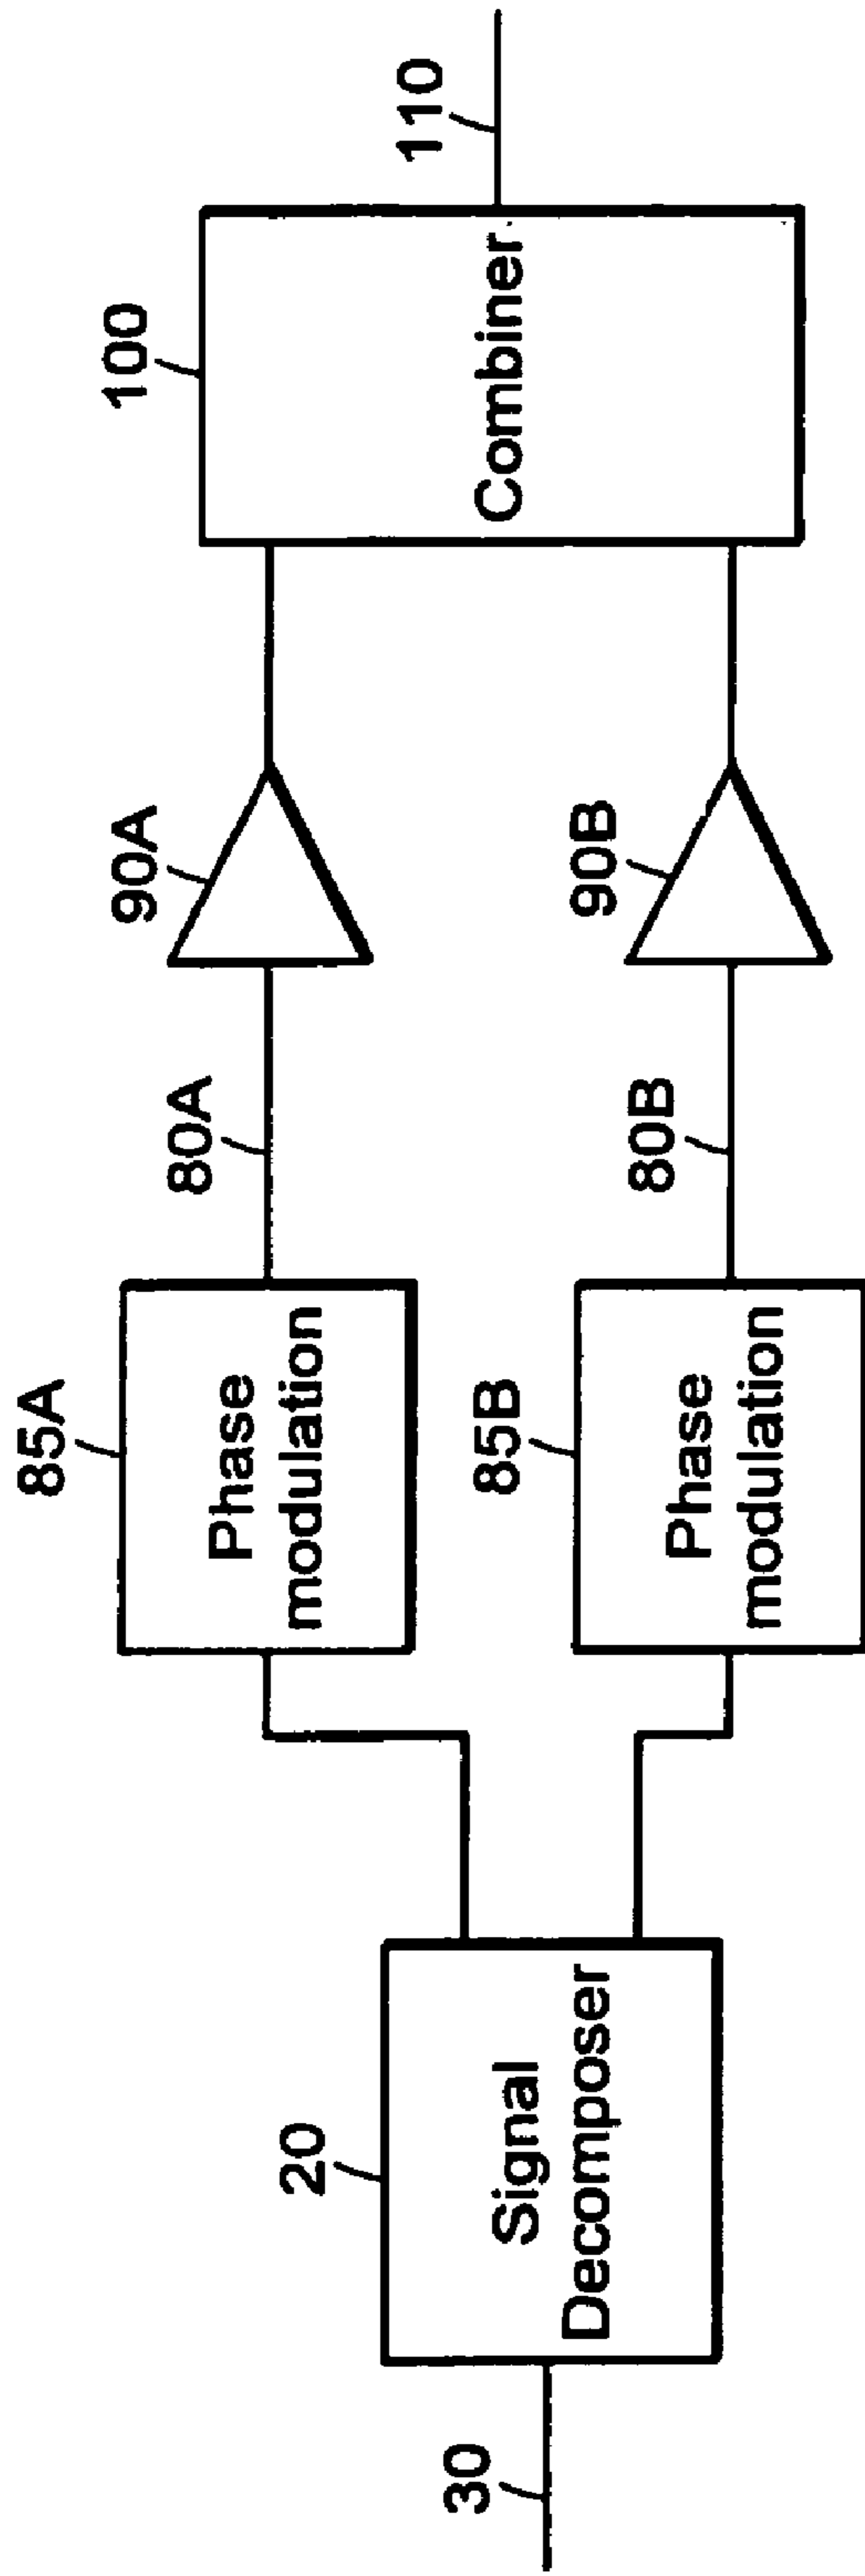 30
20
Signal
Decomposer
85A
Phase
modulation
85B
Phase
modulation
80A
80B
90A
90B
100
Combiner
110